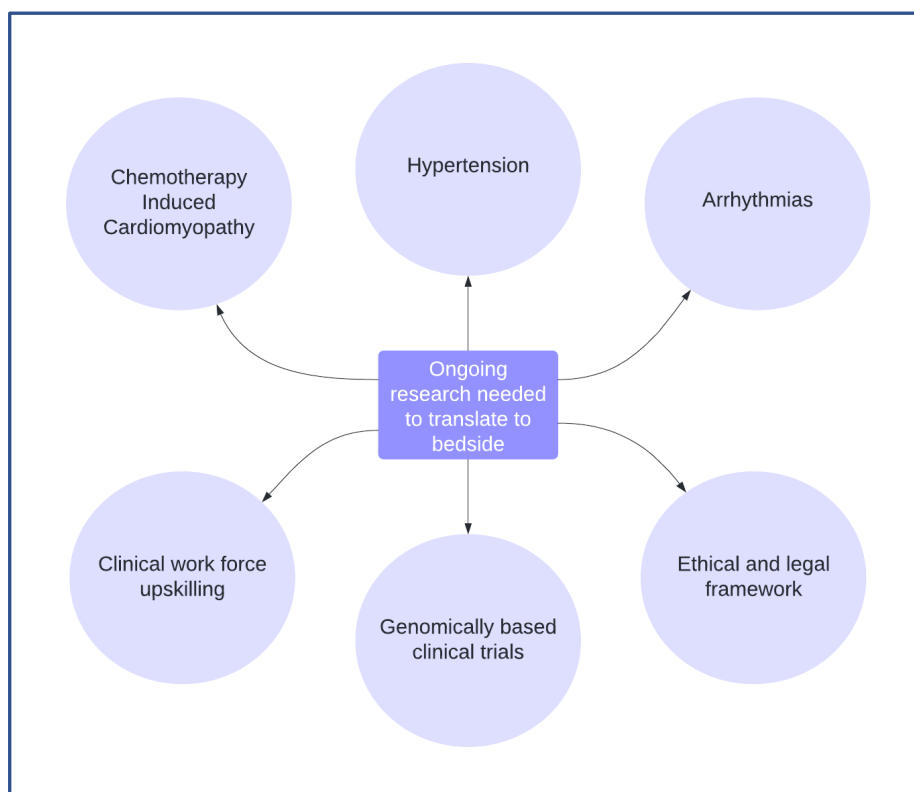 Hypertension
Chemotherapy
Induced
Cardiomyopathy
Arrhythmias
Ongoing
research needed
to translate to
bedside
Clinical work force
upskilling
Genomically based
clinical trials
Ethical and legal
framework